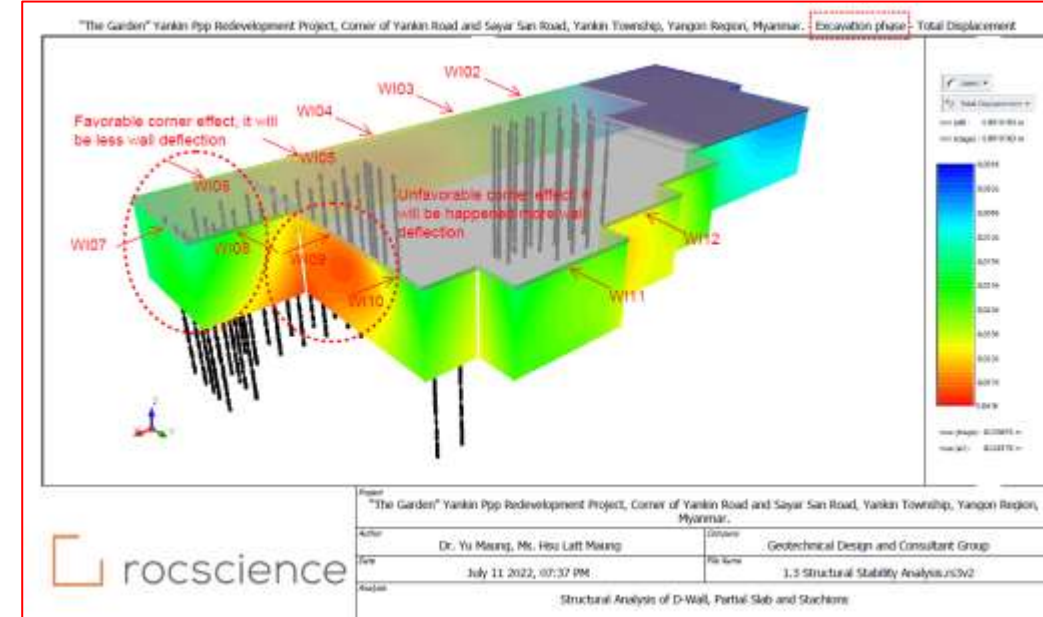 "The Garden" Yankin Ppp Redevelopment Project, Corner of Yankin Road and Sayar San Road, Yankin Township, Yangon Region, Myanmar. - Excavation phase - Total Displacement
WI02
WI03
WI04
Favorable corner effect, it will
be less wall deflection
WI05
WI06
Unfavorable corner effect, it
will be happened more wall
deflection
WI07
WI08
WI09
WI10
WI11
WI12
Total Displacement
rocscience
Project
"The Garden" Yankin Ppp Redevelopment Project, Corner of Yankin Road and Sayar San Road, Yankin Township, Yangon Region,
Myanmar.
Author
Dr. Yu Maung, Ms. Hsu Latt Maung
Company
Geotechnical Design and Consultant Group
Date
July 11 2022, 07:37 PM
File Name
1.3 Structural Stability Analysis.rs3v2
Analysis
Structural Analysis of D-Wall, Partial Slab and Stachions